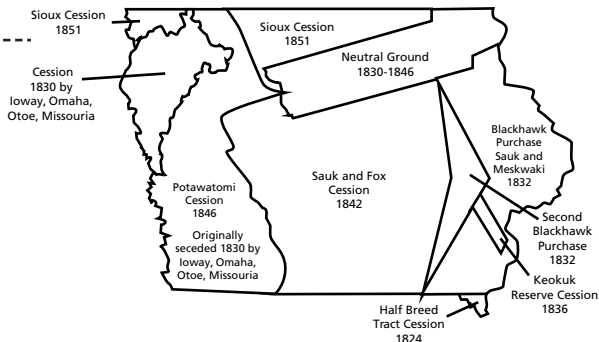 Sioux Cession
1851
Sioux Cession
1851
Neutral Ground
1830-1846
Cession
1830 by
Ioway, Omaha,
Otoe, Missouria
Blackhawk
Purchase
Sauk and
Meskwaki
1832
Potawatomi
Cession
1846
Originally
seceded 1830 by
Ioway, Omaha,
Otoe, Missouria
Sauk and Fox
Cession
1842
Second
Blackhawk
Purchase
1832
Keokuk
Reserve Cession
1836
Half Breed
Tract Cession
1824